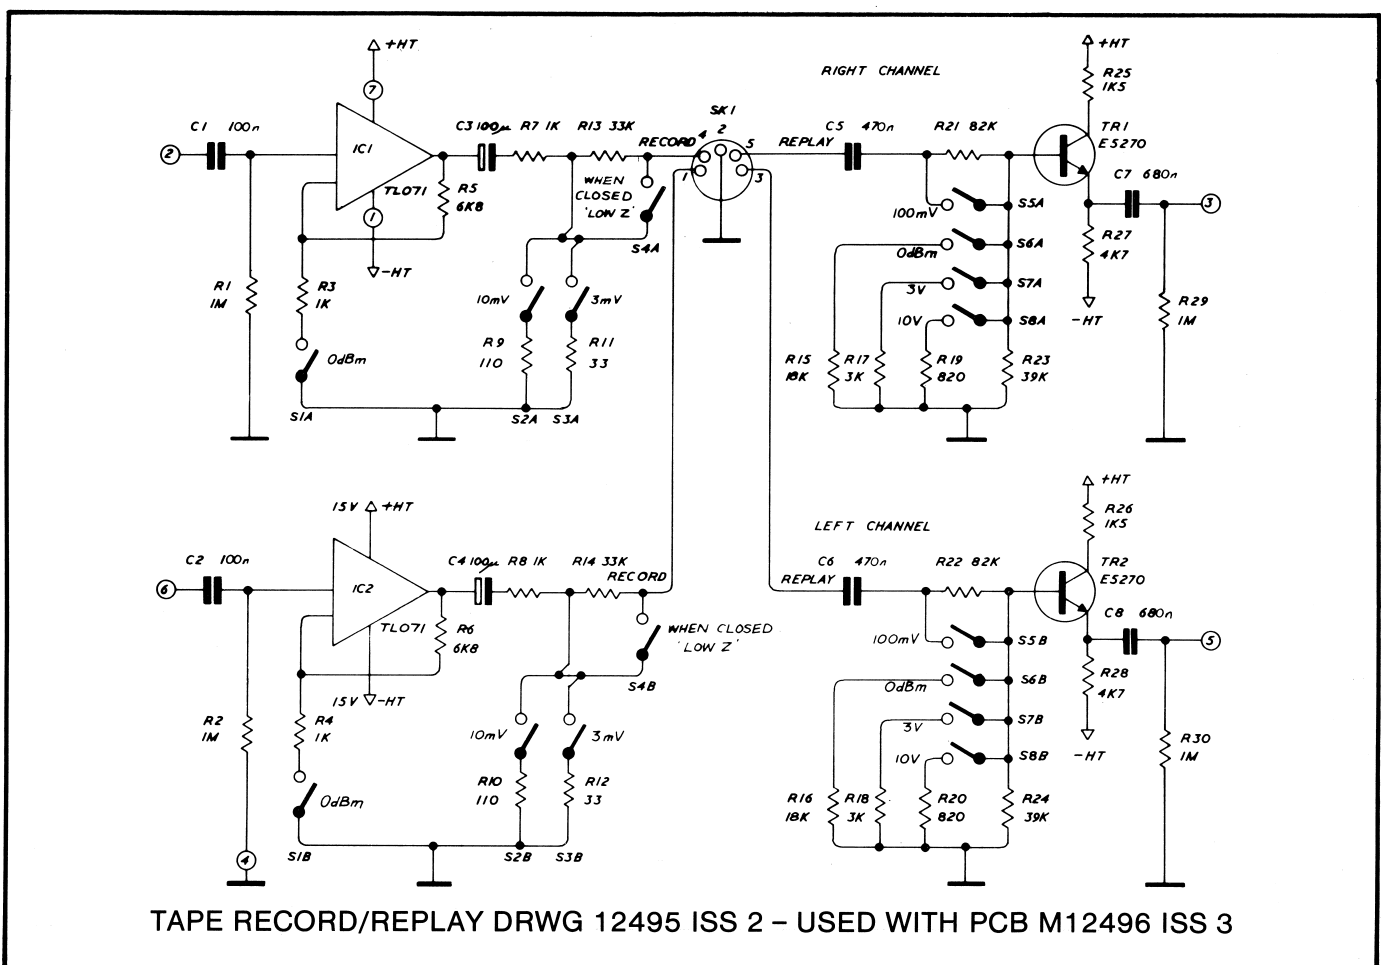 +HT
7
C1 100n
2
IC1
TL071
1
-HT
R1
1M
R3
1K
0dBm
S1A
R5
6K8
C3 100µ R7 1K R13 33K
RECORD
WHEN
CLOSED
'LOW Z'
S4A
10mV
3mV
R9
110
R11
33
S2A S3A
SK1
2
4 5
1 3
RIGHT CHANNEL
REPLAY
C5 470n R21 82K
+HT
R25
1K5
TR1
E5270
C7 680n
3
100mV
S5A
0dBm
S6A
3V
S7A
10V
S8A
R27
4K7
-HT
R29
1M
R15
18K
R17
3K
R19
820
R23
39K
15V +HT
C2 100n
6
IC2
TL071
15V -HT
R2
1M
4
R4
1K
0dBm
S1B
R6
6K8
C4 100µ R8 1K R14 33K
RECORD
WHEN CLOSED
'LOW Z'
S4B
10mV
3mV
R10
110
R12
33
S2B S3B
LEFT CHANNEL
REPLAY
C6 470n R22 82K
+HT
R26
1K5
TR2
E5270
C8 680n
5
100mV
S5B
0dBm
S6B
3V
S7B
10V
S8B
R28
4K7
-HT
R30
1M
R16
18K
R18
3K
R20
820
R24
39K
TAPE RECORD/REPLAY DRWG 12495 ISS 2 – USED WITH PCB M12496 ISS 3